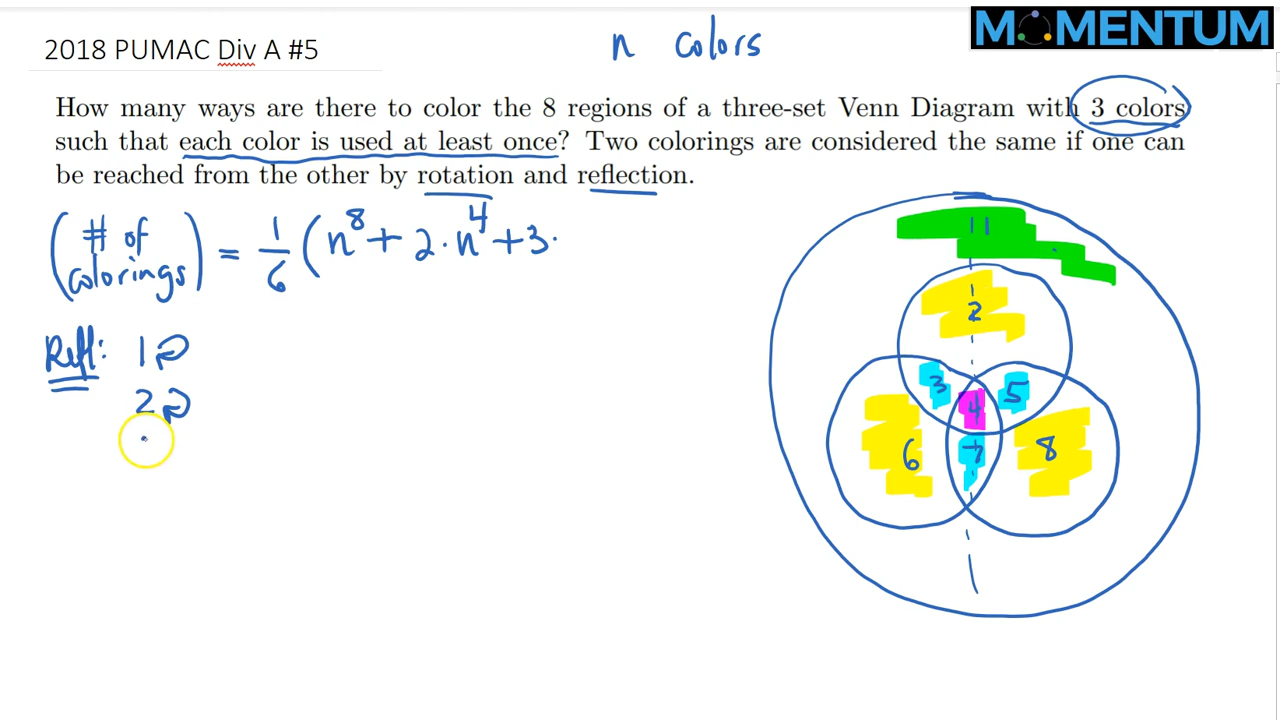 n colors
MOMENTUM
2018 PUMAC Div A #5
How many ways are there to color the 8 regions of a three-set Venn Diagram with 3 colors
such that each color is used at least once? Two colorings are considered the same if one can
be reached from the other by rotation and reflection.
(# of colorings) = 1/6 (n^8 + 2 · n^4 + 3 ·
Refl: 1
2
1
2
3 4 5
6 7 8